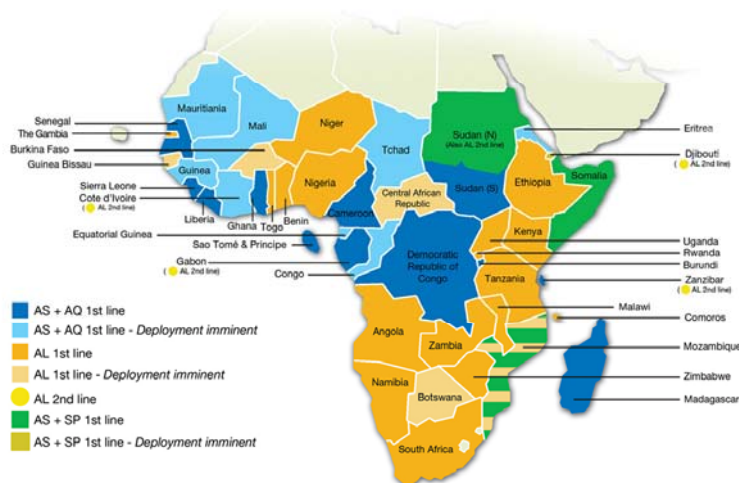 Mauritiania
Mali
Niger
Tchad
Sudan (N)
(Also AL 2nd line)
Eritrea
Djibouti
( AL 2nd line)
Somalia
Ethiopia
Senegal
The Gambia
Burkina Faso
Guinea Bissau
Guinea
Sierra Leone
Cote d'Ivoire
( AL 2nd line)
Liberia
Ghana
Togo
Benin
Nigeria
Cameroon
Central African
Republic
Sudan (S)
Equatorial Guinea
Sao Tomé & Principe
Gabon
( AL 2nd line)
Congo
Democratic
Republic of
Congo
Kenya
Uganda
Rwanda
Burundi
Tanzania
Zanzibar
( AL 2nd line)
Malawi
Comoros
Angola
Zambia
Mozambique
Zimbabwe
Madagascar
Namibia
Botswana
South Africa
AS + AQ 1st line
AS + AQ 1st line - Deployment imminent
AL 1st line
AL 1st line - Deployment imminent
AL 2nd line
AS + SP 1st line
AS + SP 1st line - Deployment imminent